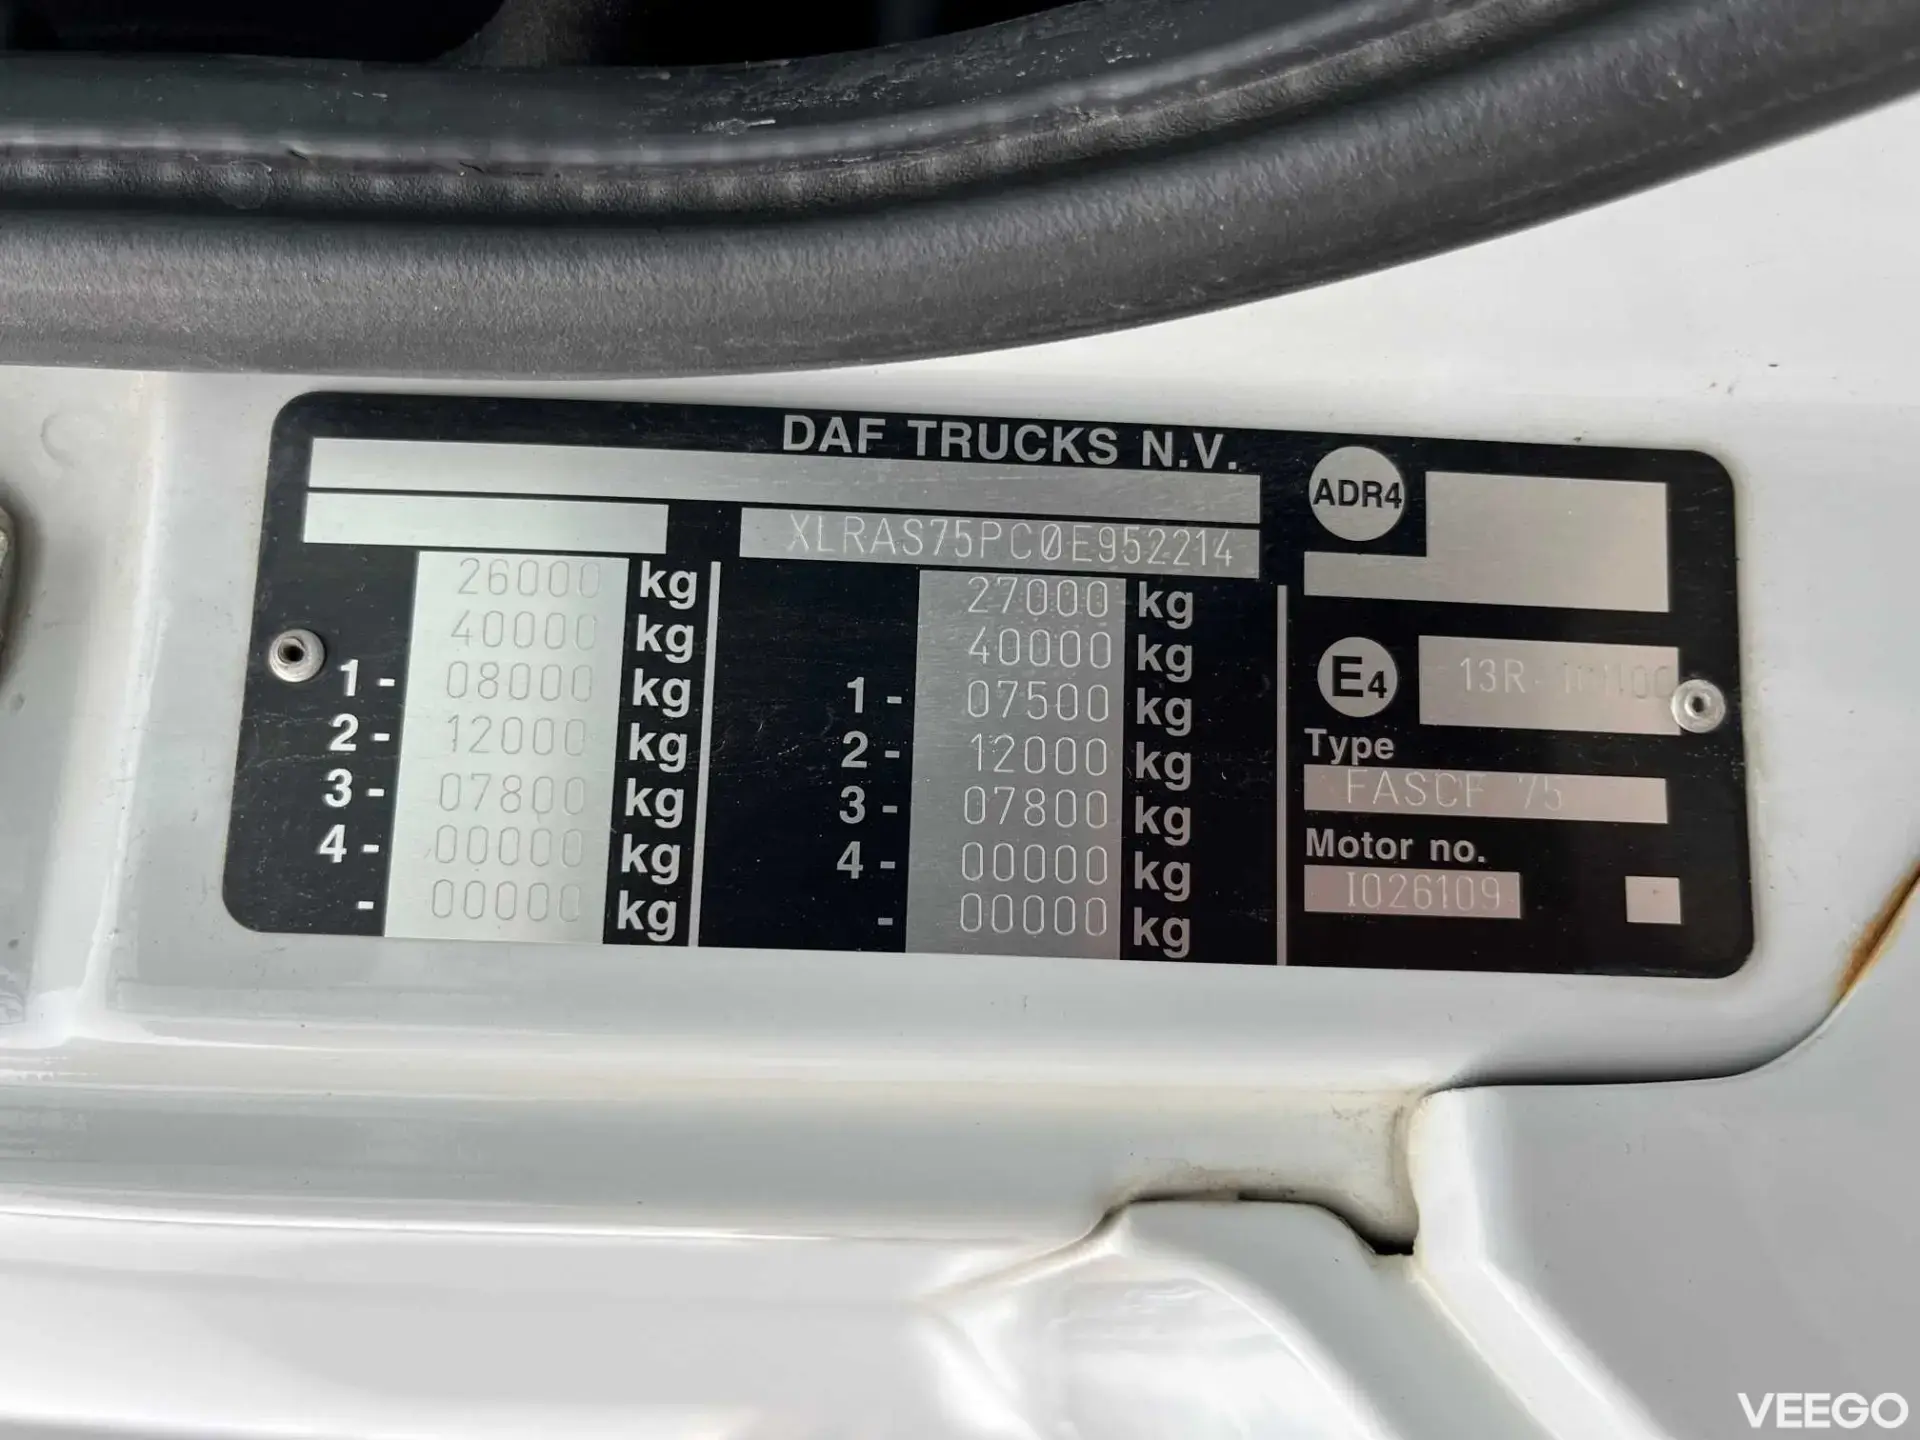 DAF TRUCKS N.V.
XLRAS75PC0E952214
26000 kg
40000 kg
1 - 08000 kg
2 - 12000 kg
3 - 07800 kg
4 - 00000 kg
- 00000 kg
27000 kg
40000 kg
1 - 07500 kg
2 - 12000 kg
3 - 07800 kg
4 - 00000 kg
- 00000 kg
ADR4
E4 13R
Type
FASCF 75
Motor no.
I026109
VEEGO